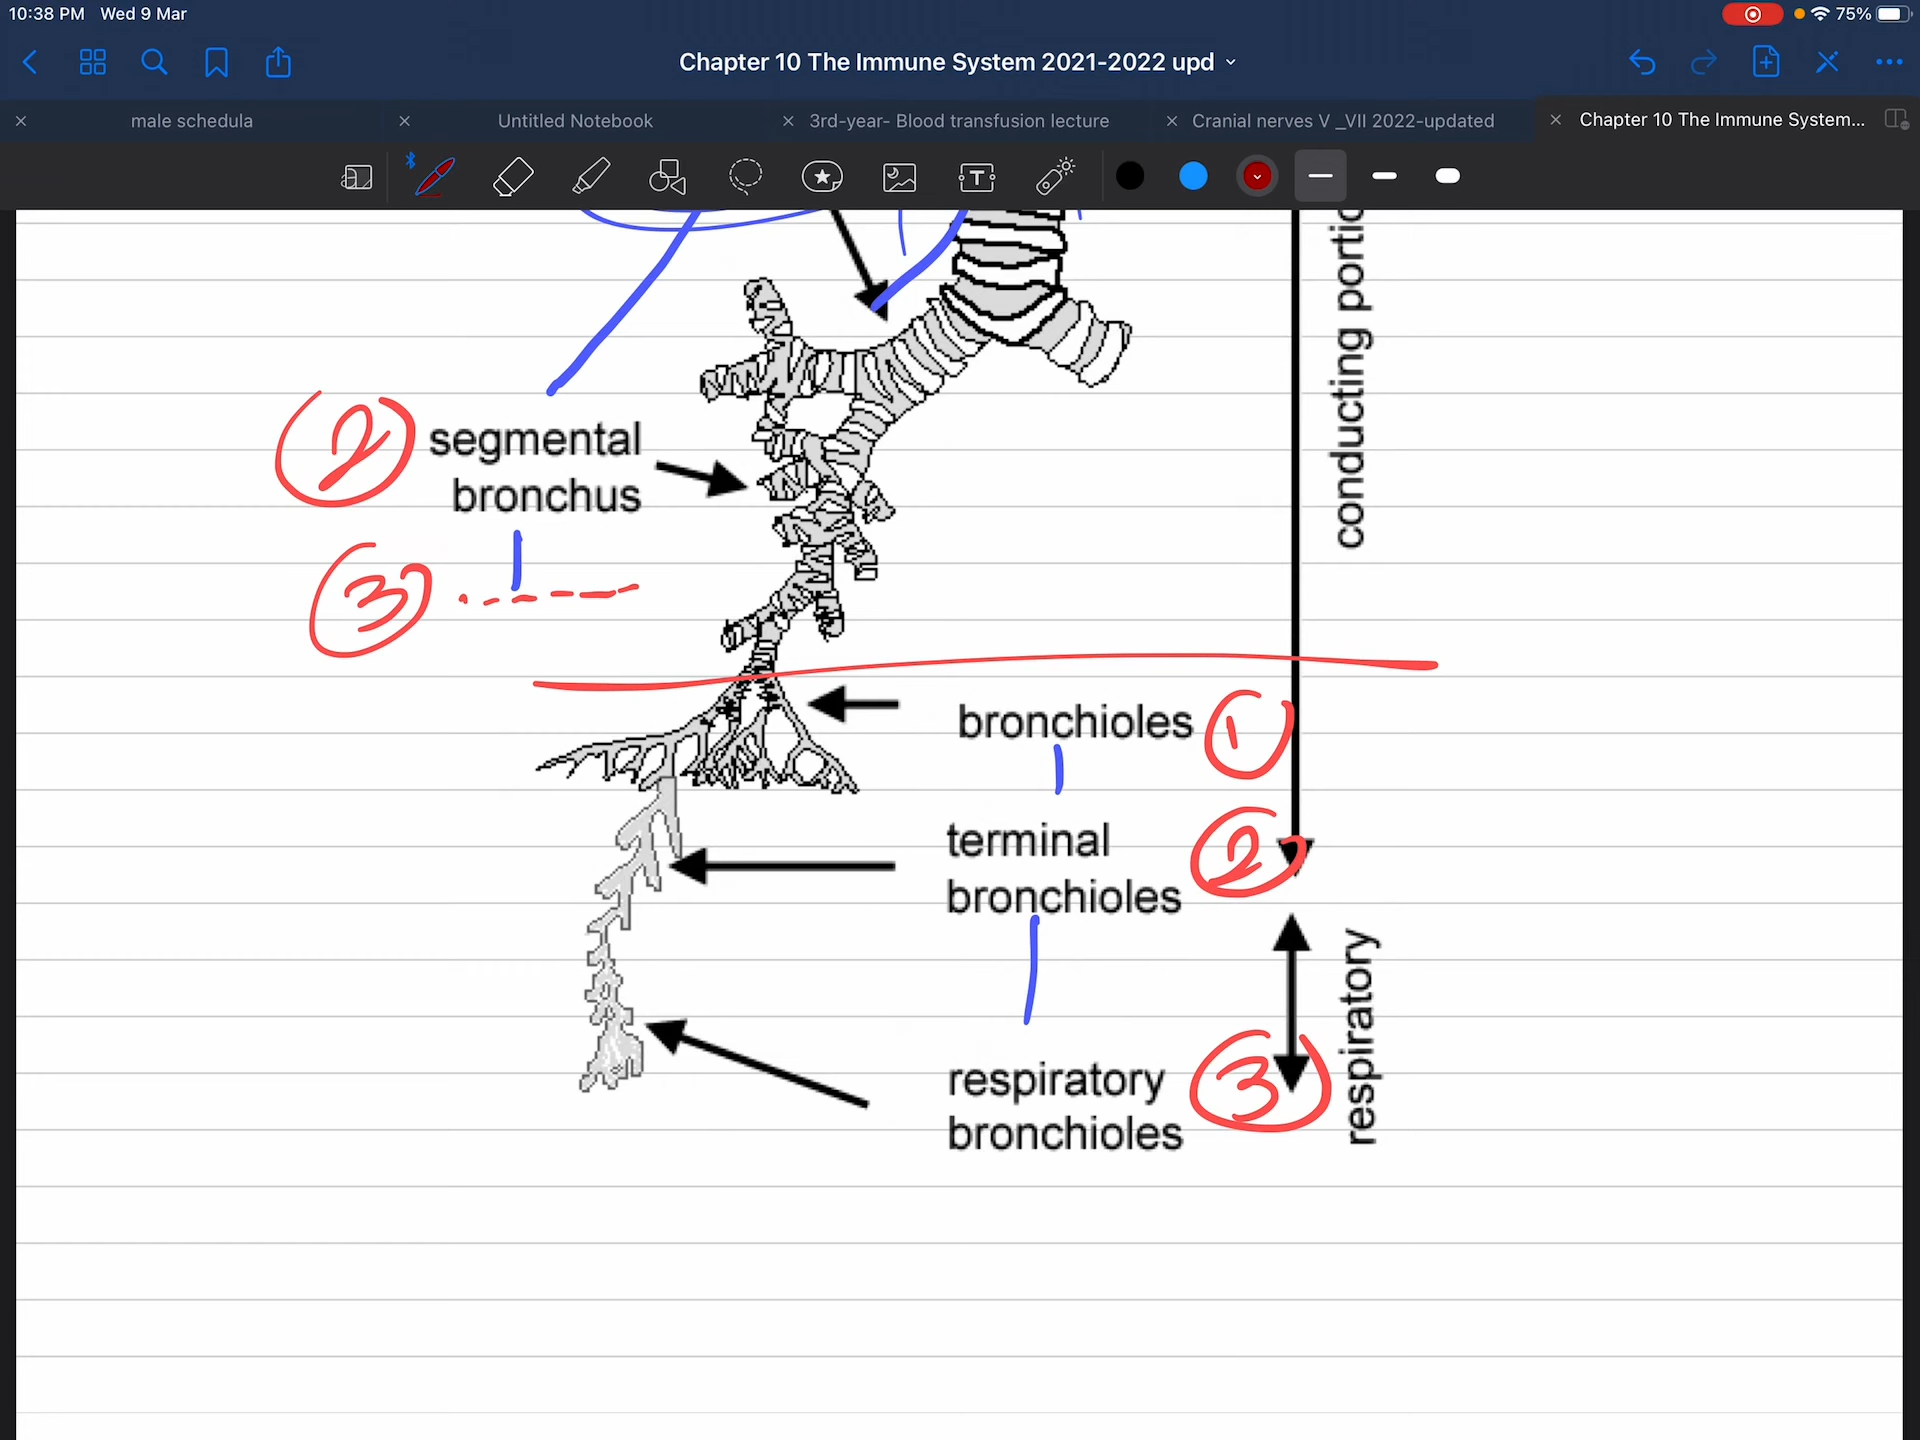 10:38 PM Wed 9 Mar
75%
Chapter 10 The Immune System 2021-2022 upd
male schedula
Untitled Notebook
3rd-year- Blood transfusion lecture
Cranial nerves V _VII 2022-updated
Chapter 10 The Immune System...
conducting portio
2 segmental
bronchus
3
bronchioles 1
terminal 2
bronchioles
respiratory
respiratory 3
bronchioles